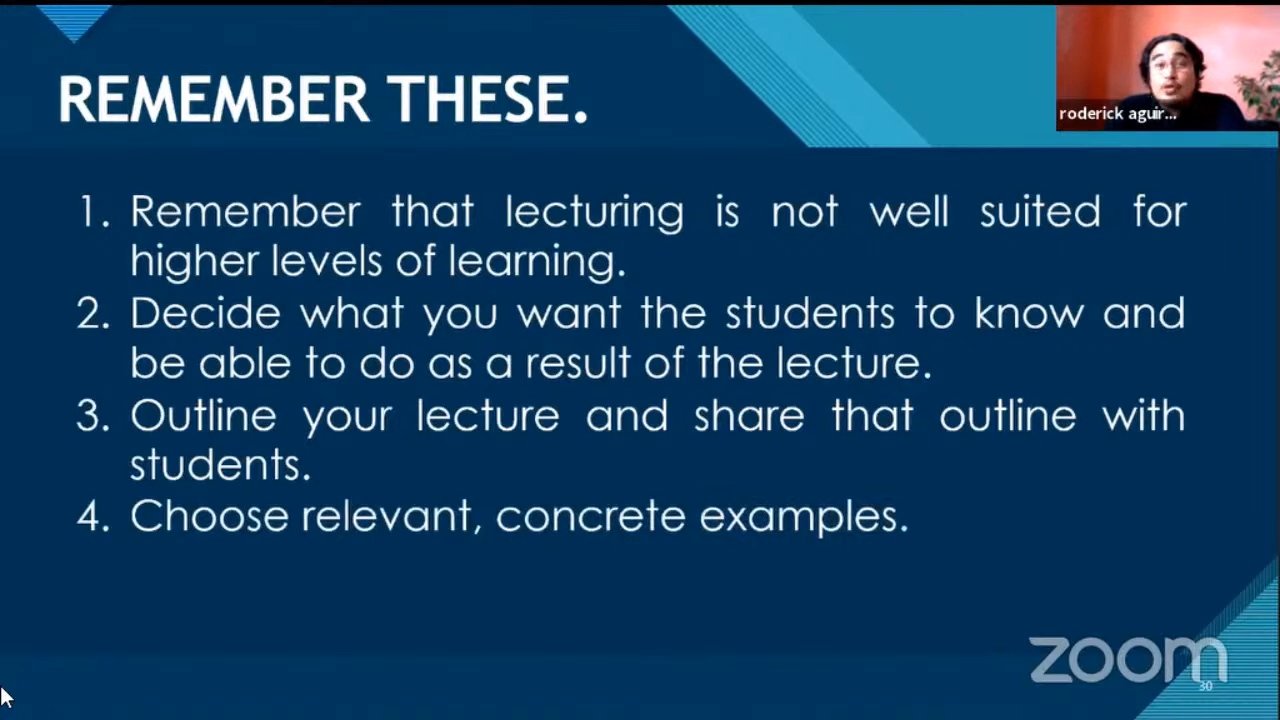 REMEMBER THESE.
roderick aguir...
1. Remember that lecturing is not well suited for
higher levels of learning.
2. Decide what you want the students to know and
be able to do as a result of the lecture.
3. Outline your lecture and share that outline with
students.
4. Choose relevant, concrete examples.
zoom
30